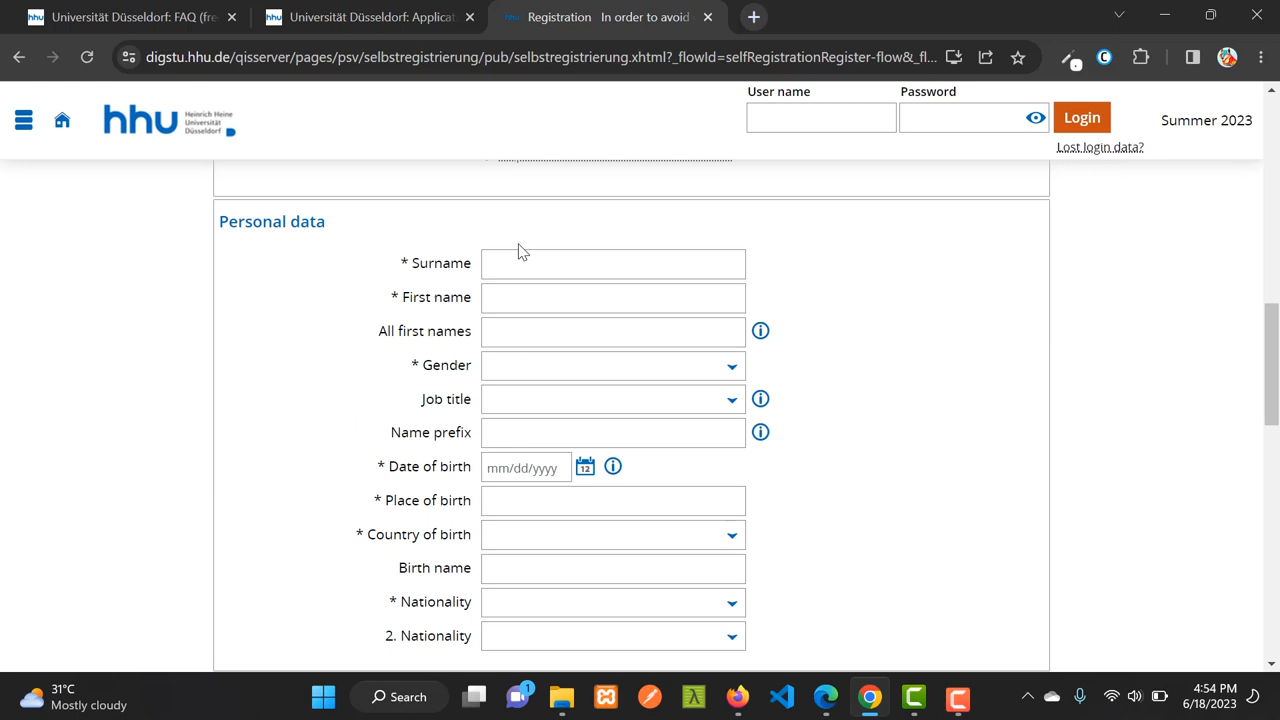 Universität Düsseldorf: FAQ (fre
Universität Düsseldorf: Applicat
Registration In order to avoid
digstu.hhu.de/qisserver/pages/psv/selbstregistrierung/pub/selbstregistrierung.xhtml?_flowId=selfRegistrationRegister-flow&_fl...
User name
Password
hhu Heinrich Heine
Universität
Düsseldorf
Login
Summer 2023
Lost login data?
Personal data
* Surname
* First name
All first names
* Gender
Job title
Name prefix
* Date of birth mm/dd/yyyy 12
* Place of birth
* Country of birth
Birth name
* Nationality
2. Nationality
31°C
Mostly cloudy
Search
1
4:54 PM
6/18/2023